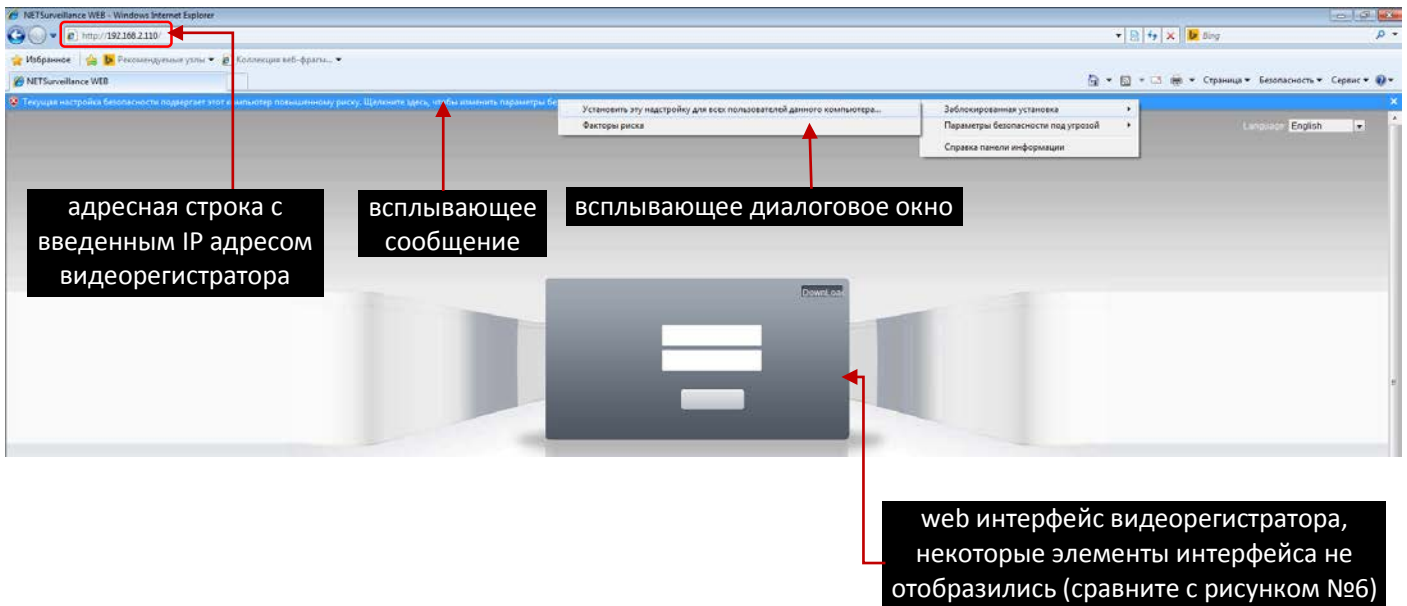 NETSurveillance WEB - Windows Internet Explorer
http://192.168.2.110/
Bing
Избранное Рекомендуемые узлы Коллекция веб-фрагм...
NETSurveillance WEB
Страница Безопасность Сервис
Текущая настройка безопасности подвергает этот компьютер повышенному риску. Щелкните здесь, чтобы изменить параметры бе
Установить эту надстройку для всех пользователей данного компьютера...
Факторы риска
Заблокированная установка
Параметры безопасности под угрозой
Справка панели информации
Language English
адресная строка с
введенным IP адресом
видеорегистратора
всплывающее
сообщение
всплывающее диалоговое окно
DownLoad
web интерфейс видеорегистратора,
некоторые элементы интерфейса не
отобразились (сравните с рисунком №6)